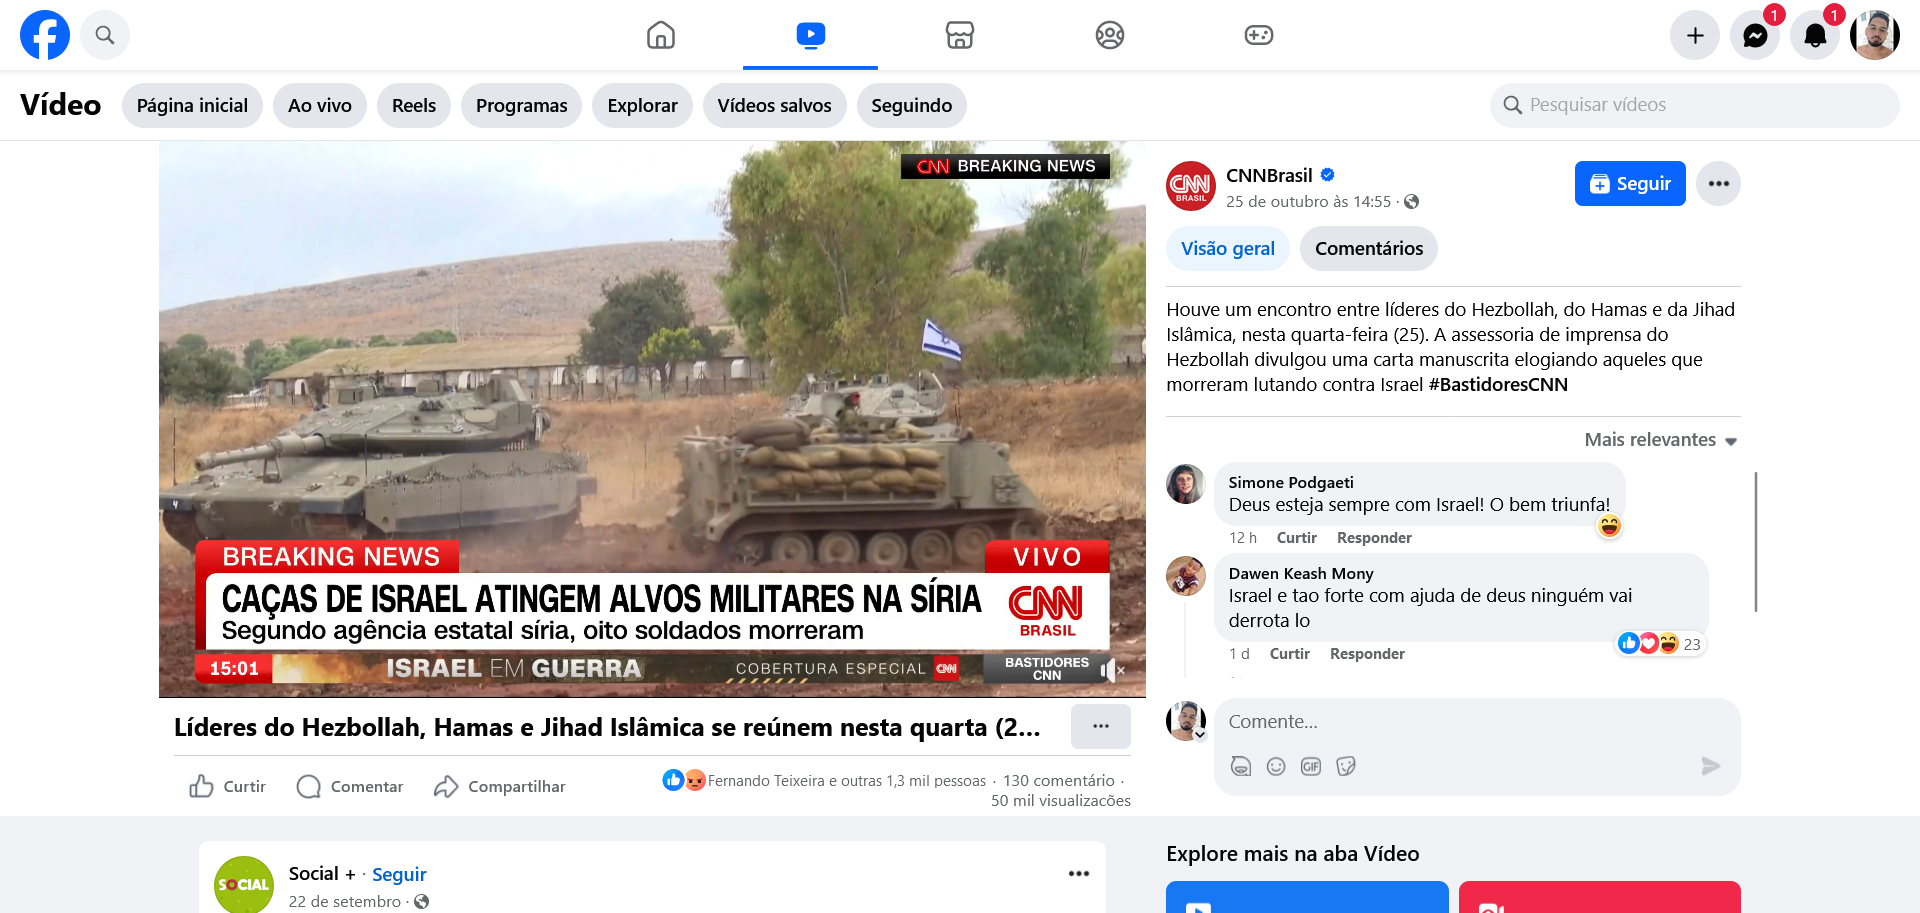 1
1
Vídeo
Página inicial
Ao vivo
Reels
Programas
Explorar
Vídeos salvos
Seguindo
Pesquisar vídeos
CNN BREAKING NEWS
BREAKING NEWS
VIVO
CAÇAS DE ISRAEL ATINGEM ALVOS MILITARES NA SÍRIA
Segundo agência estatal síria, oito soldados morreram
CNN
BRASIL
15:01
ISRAEL EM GUERRA
COBERTURA ESPECIAL CNN
BASTIDORES
CNN
Líderes do Hezbollah, Hamas e Jihad Islâmica se reúnem nesta quarta (2...
Curtir
Comentar
Compartilhar
Fernando Teixeira e outras 1,3 mil pessoas · 130 comentário ·
50 mil visualizações
CNN
BRASIL
CNNBrasil
25 de outubro às 14:55 ·
Seguir
Visão geral
Comentários
Houve um encontro entre líderes do Hezbollah, do Hamas e da Jihad
Islâmica, nesta quarta-feira (25). A assessoria de imprensa do
Hezbollah divulgou uma carta manuscrita elogiando aqueles que
morreram lutando contra Israel #BastidoresCNN
Mais relevantes
Simone Podgaeti
Deus esteja sempre com Israel! O bem triunfa!
12 h Curtir Responder
Dawen Keash Mony
Israel e tao forte com ajuda de deus ninguém vai
derrota lo
23
1 d Curtir Responder
Comente...
GIF
SOCIAL
Social + · Seguir
22 de setembro ·
Explore mais na aba Vídeo